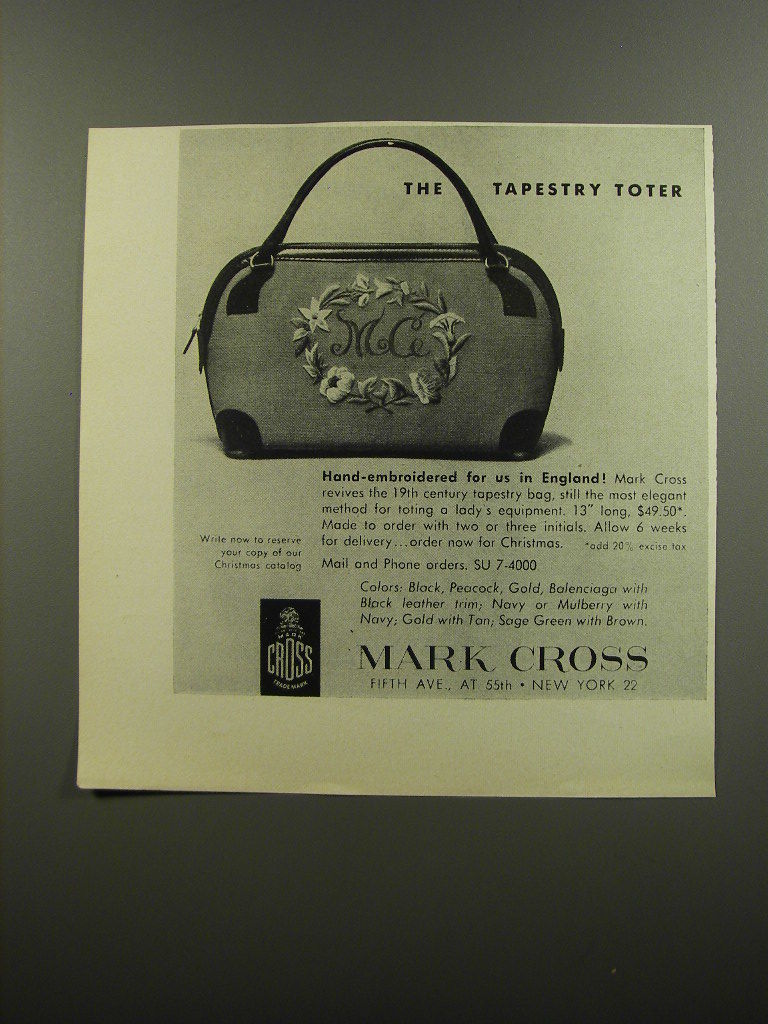 THE TAPESTRY TOTER
MCe
Hand-embroidered for us in England! Mark Cross
revives the 19th century tapestry bag, still the most elegant
method for toting a lady's equipment. 13" long, $49.50*.
Made to order with two or three initials. Allow 6 weeks
for delivery...order now for Christmas. *add 20% excise tax
Write now to reserve
your copy of our
Christmas catalog
Mail and Phone orders. SU 7-4000
Colors: Black, Peacock, Gold, Balenciaga with
Black leather trim; Navy or Mulberry with
Navy; Gold with Tan; Sage Green with Brown.
MARK
CROSS
TRADE MARK
MARK CROSS
FIFTH AVE., AT 55th • NEW YORK 22